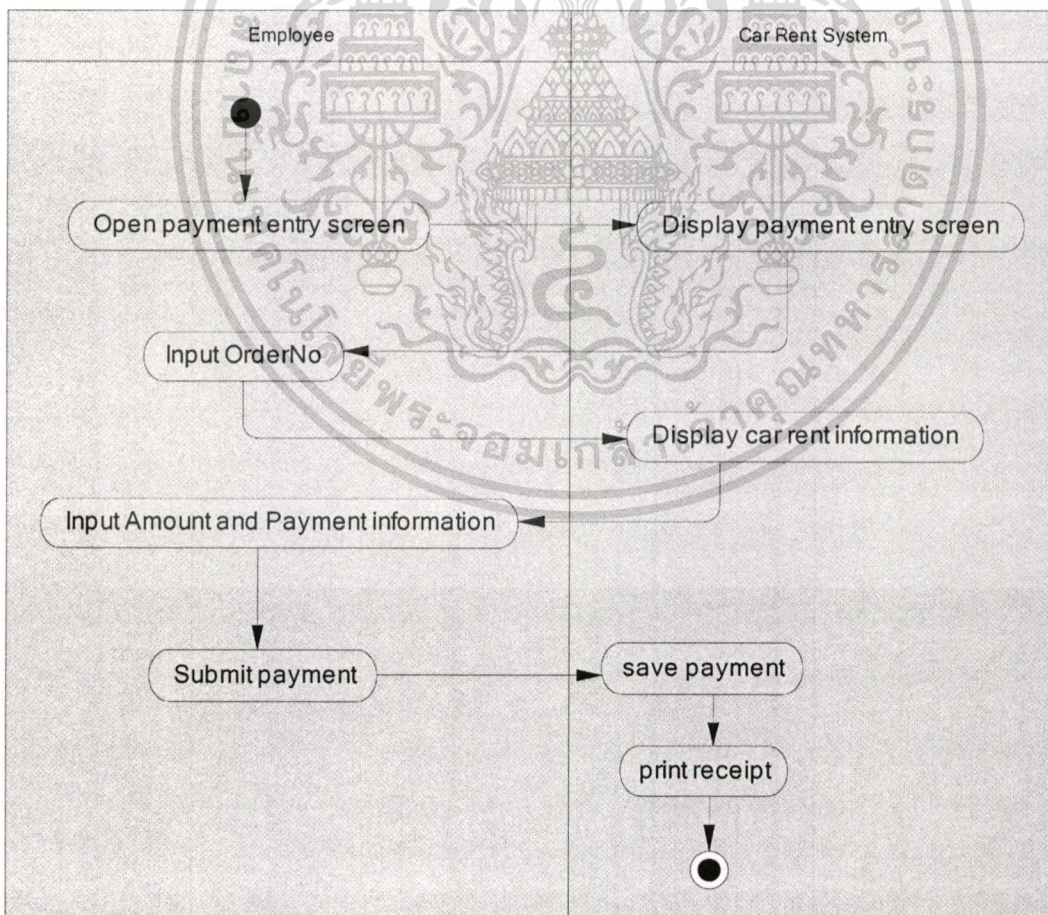 Employee
Car Rent System
Open payment entry screen
Display payment entry screen
Input OrderNo
Display car rent information
Input Amount and Payment information
Submit payment
save payment
print receipt